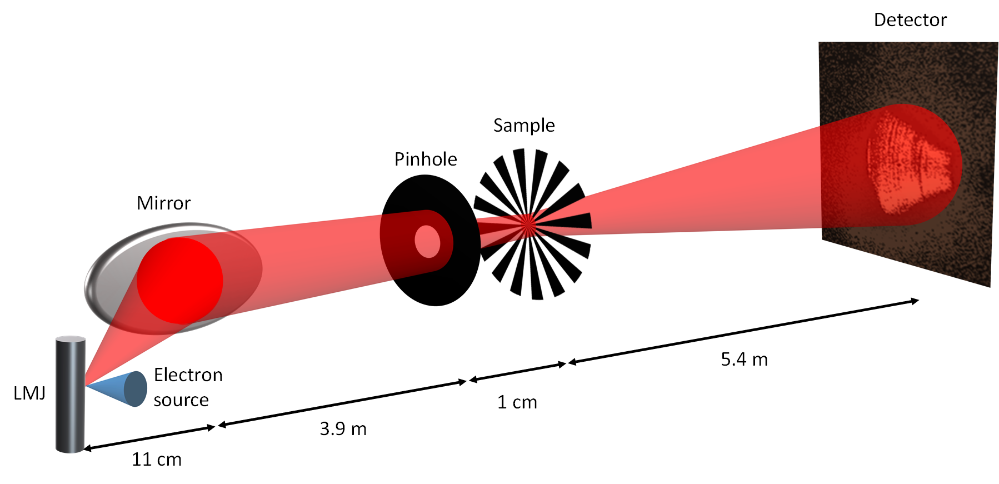 Detector
Sample
Pinhole
Mirror
Electron
source
LMJ
5.4 m
1 cm
3.9 m
11 cm